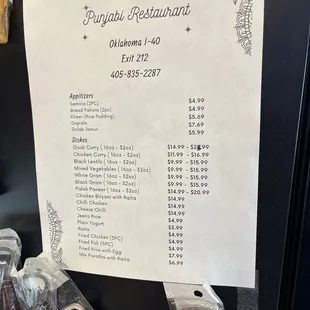 Punjabi Restaurant
Oklahoma I-40
Exit 212
405-835-2287
Appitizers
Samosa (2PC) $4.99
Bread Pakora (2pc) $4.99
Kheer (Rice Pudding) $5.69
Gajrala $7.69
Gulab Jamun $5.99
Dishes
Goat Curry ( 16oz - 32oz) $14.99 -
Chicken Curry ( 16oz - 32oz) $11.99 - $16.99
Black Lentils ( 16oz - 32oz) $9.99 - $15.99
Mixed Vegetables ( 16oz - 32oz) $9.99 - $15.99
White Gram ( 16oz - 32oz) $9.99 - $15.99
Black Gram ( 16oz - 32oz) $9.99 - $15.99
Palak Paneer ( 16oz - 32oz) $14.99 - $20.99
Chicken Biryani with Raita $14.99
Chilli Chicken $14.99
Cheese Chilli $14.99
Jeera Rice $4.99
Plain Yogurt $3.99
Raita $4.99
Fried Chicken (5PC) $4.99
Fried Fish (5PC) $4.99
Fried Rice with Egg $7.99
Mix Paratha with Raita $6.99